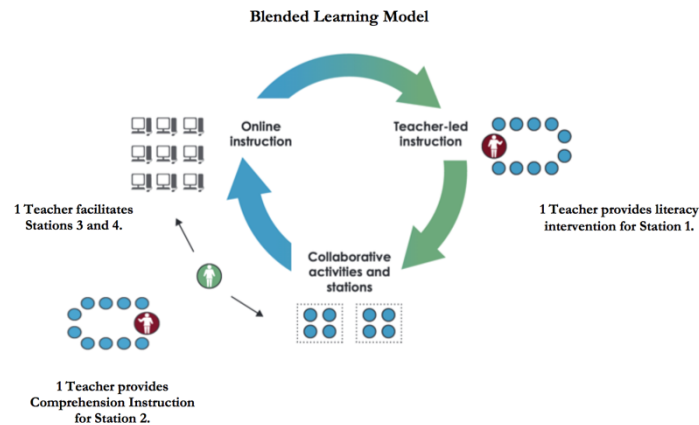 Blended Learning Model
Online
instruction
Teacher-led
instruction
1 Teacher facilitates
Stations 3 and 4.
1 Teacher provides literacy
intervention for Station 1.
Collaborative
activities and
stations
1 Teacher provides
Comprehension Instruction
for Station 2.